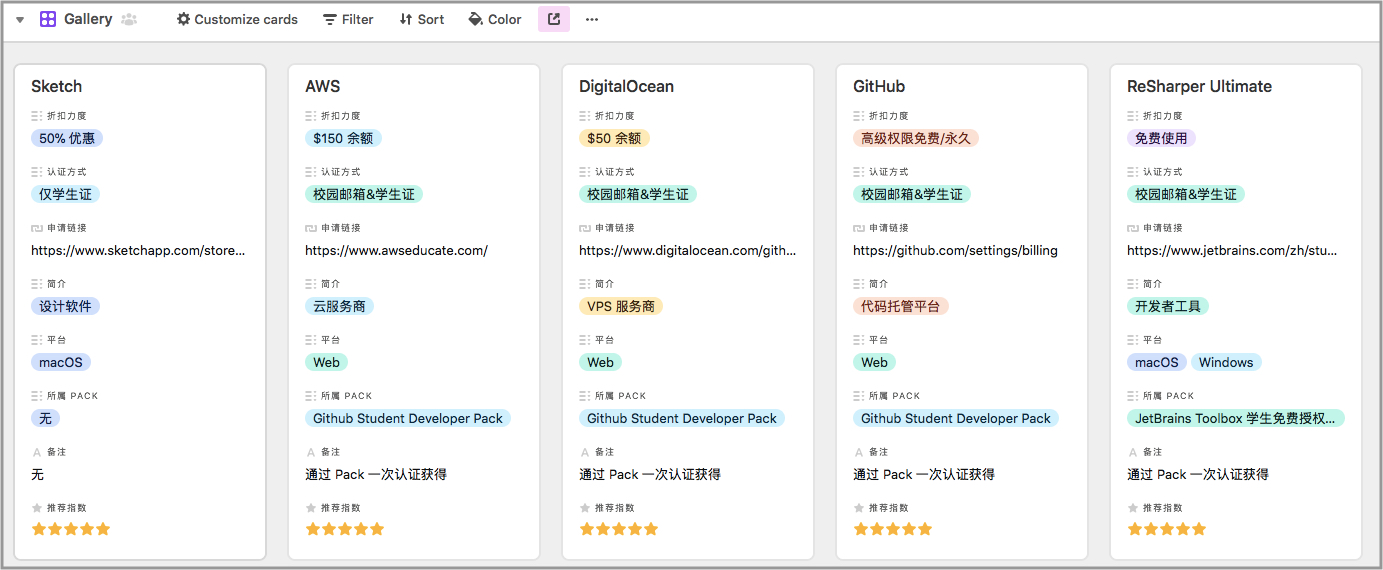 Gallery Customize cards Filter Sort Color
Sketch
折扣力度
50% 优惠
认证方式
仅学生证
申请链接
https://www.sketchapp.com/store...
简介
设计软件
平台
macOS
所属 PACK
无
备注
无
推荐指数
AWS
折扣力度
$150 余额
认证方式
校园邮箱&学生证
申请链接
https://www.awseducate.com/
简介
云服务商
平台
Web
所属 PACK
Github Student Developer Pack
备注
通过 Pack 一次认证获得
推荐指数
DigitalOcean
折扣力度
$50 余额
认证方式
校园邮箱&学生证
申请链接
https://www.digitalocean.com/gith...
简介
VPS 服务商
平台
Web
所属 PACK
Github Student Developer Pack
备注
通过 Pack 一次认证获得
推荐指数
GitHub
折扣力度
高级权限免费/永久
认证方式
校园邮箱&学生证
申请链接
https://github.com/settings/billing
简介
代码托管平台
平台
Web
所属 PACK
Github Student Developer Pack
备注
通过 Pack 一次认证获得
推荐指数
ReSharper Ultimate
折扣力度
免费使用
认证方式
校园邮箱&学生证
申请链接
https://www.jetbrains.com/zh/stu...
简介
开发者工具
平台
macOS Windows
所属 PACK
JetBrains Toolbox 学生免费授权...
备注
通过 Pack 一次认证获得
推荐指数